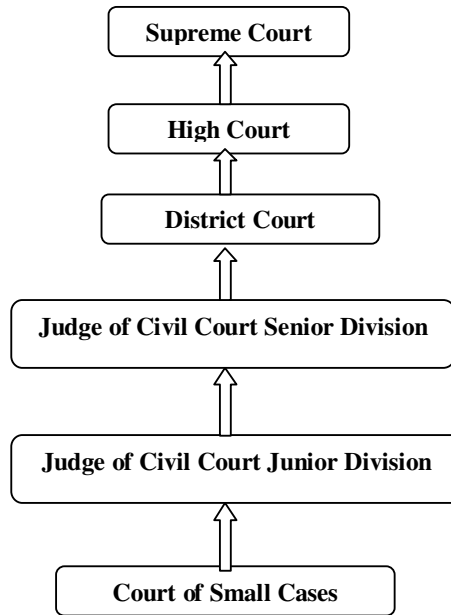 Supreme Court
High Court
District Court
Judge of Civil Court Senior Division
Judge of Civil Court Junior Division
Court of Small Cases